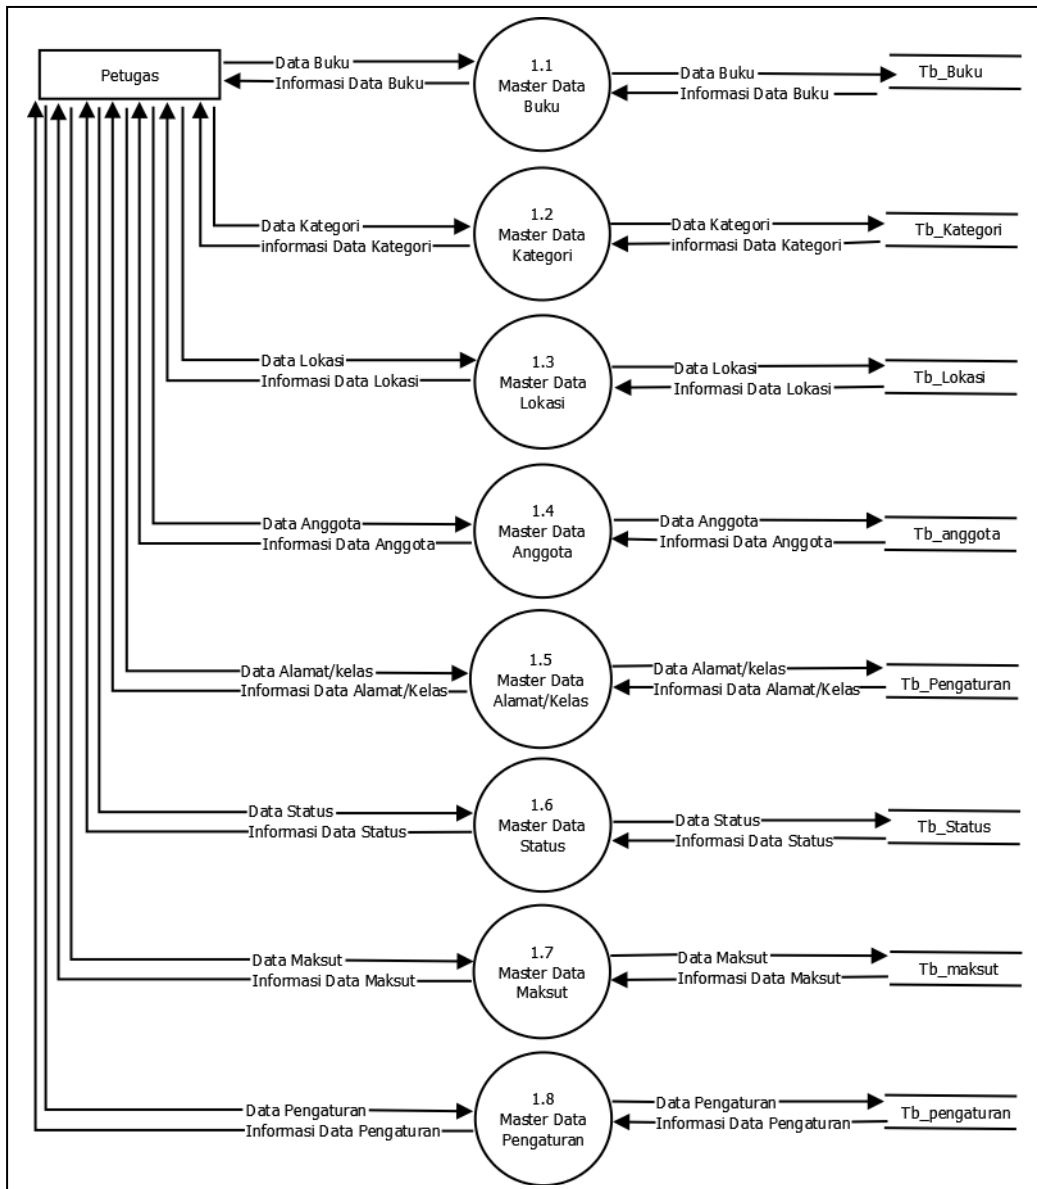 Petugas
Data Buku
Informasi Data Buku
1.1
Master Data
Buku
Data Buku
Informasi Data Buku
Tb_Buku
Data Kategori
informasi Data Kategori
1.2
Master Data
Kategori
Data Kategori
informasi Data Kategori
Tb_Kategori
Data Lokasi
Informasi Data Lokasi
1.3
Master Data
Lokasi
Data Lokasi
Informasi Data Lokasi
Tb_Lokasi
Data Anggota
Informasi Data Anggota
1.4
Master Data
Anggota
Data Anggota
Informasi Data Anggota
Tb_anggota
Data Alamat/kelas
Informasi Data Alamat/Kelas
1.5
Master Data
Alamat/Kelas
Data Alamat/kelas
Informasi Data Alamat/Kelas
Tb_Pengaturan
Data Status
Informasi Data Status
1.6
Master Data
Status
Data Status
Informasi Data Status
Tb_Status
Data Maksut
Informasi Data Maksut
1.7
Master Data
Maksut
Data Maksut
Informasi Data Maksut
Tb_maksut
Data Pengaturan
Informasi Data Pengaturan
1.8
Master Data
Pengaturan
Data Pengaturan
Informasi Data Pengaturan
Tb_pengaturan